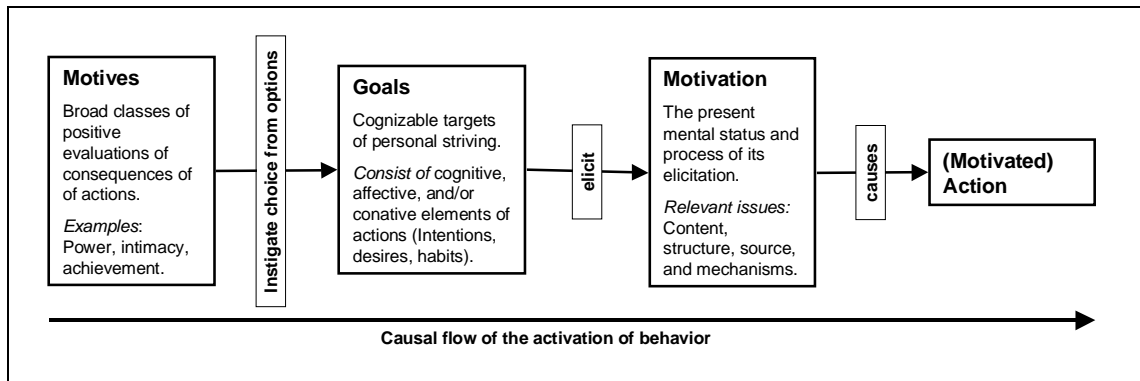 Motives
Broad classes of
positive
evaluations of
consequences of
of actions.
Examples:
Power, intimacy,
achievement.
Instigate choice from options
Goals
Cognizable targets
of personal striving.
Consist of cognitive,
affective, and/or
conative elements of
actions (Intentions,
desires, habits).
elicit
Motivation
The present
mental status and
process of its
elicitation.
Relevant issues:
Content,
structure, source,
and mechanisms.
causes
(Motivated)
Action
Causal flow of the activation of behavior